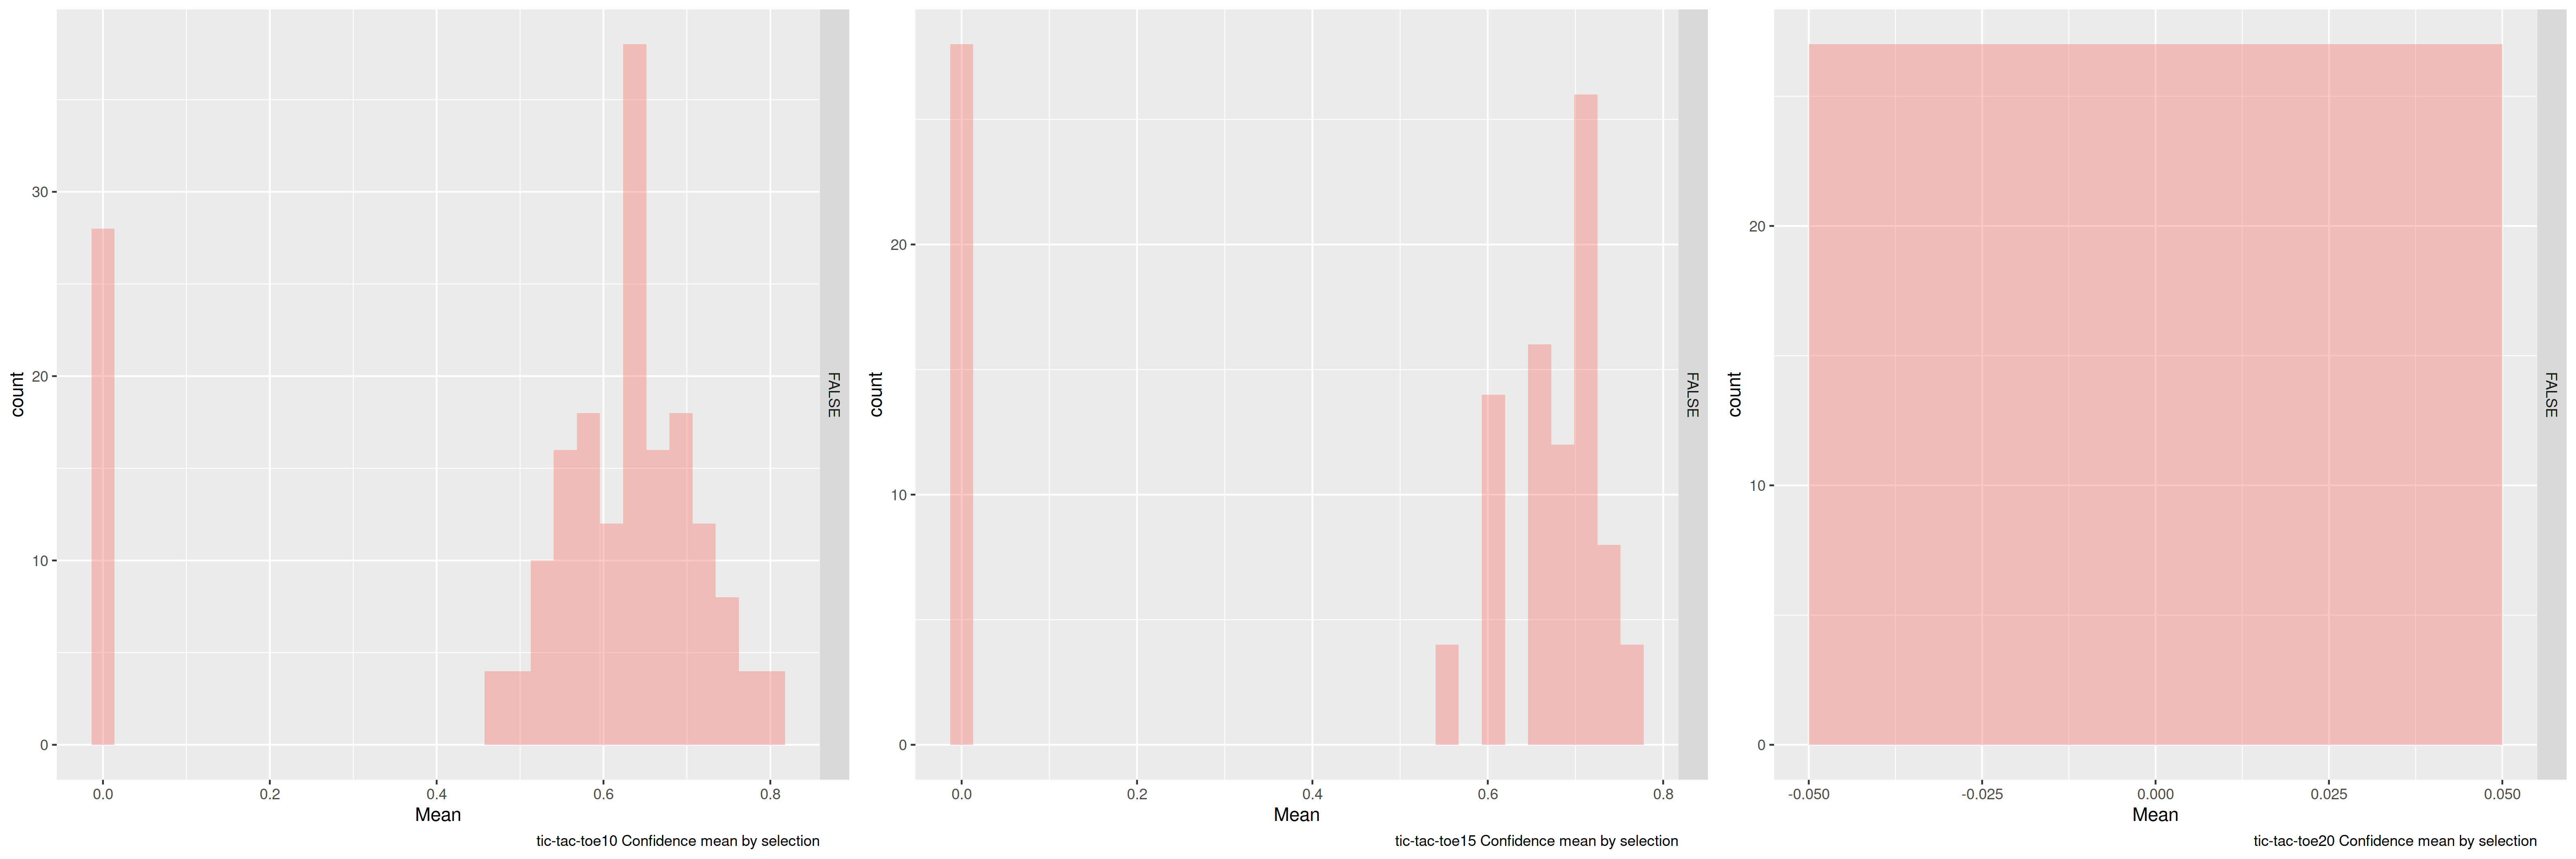 count
30
20
10
0
0.0 0.2 0.4 0.6 0.8
Mean
FALSE
tic-tac-toe10 Confidence mean by selection
count
20
10
0
0.0 0.2 0.4 0.6 0.8
Mean
FALSE
tic-tac-toe15 Confidence mean by selection
count
20
10
0
-0.050 -0.025 0.000 0.025 0.050
Mean
FALSE
tic-tac-toe20 Confidence mean by selection